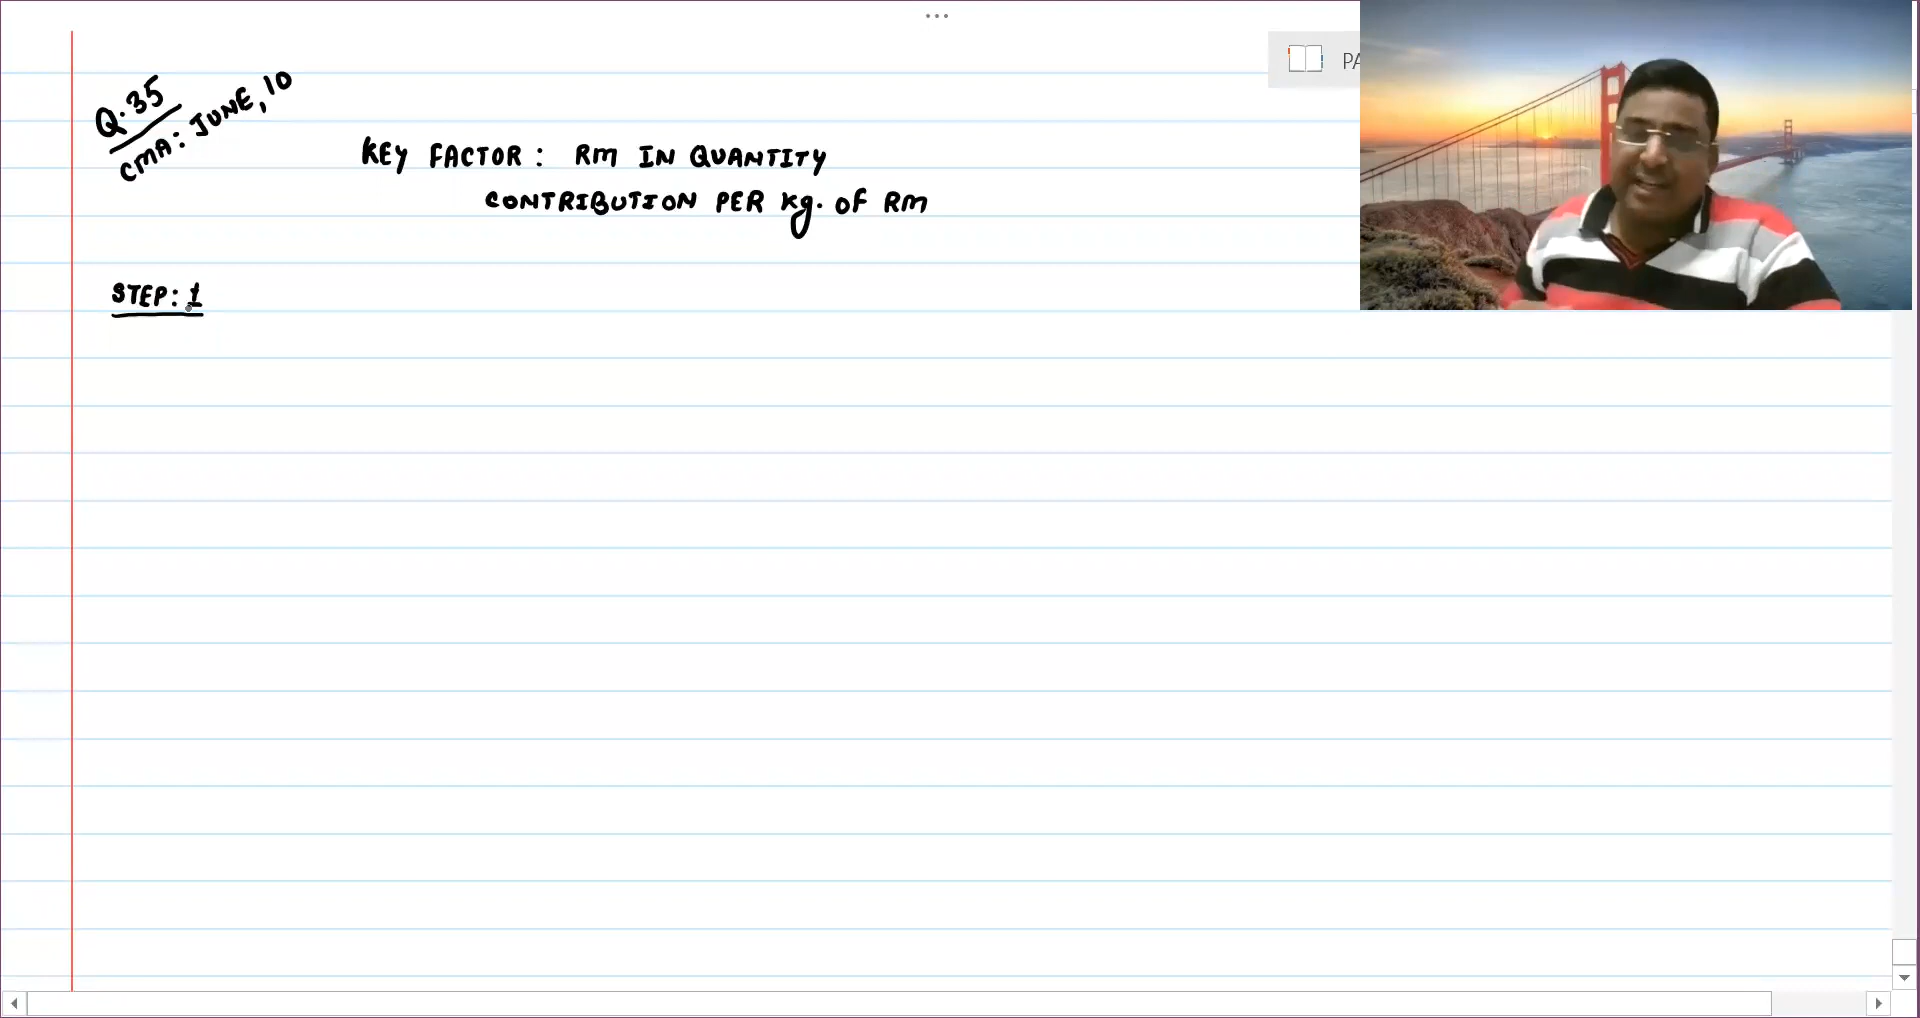 Q.35
CMA: JUNE, 10
KEY FACTOR: RM IN QUANTITY
CONTRIBUTION PER kg. OF RM
STEP: 1
PA